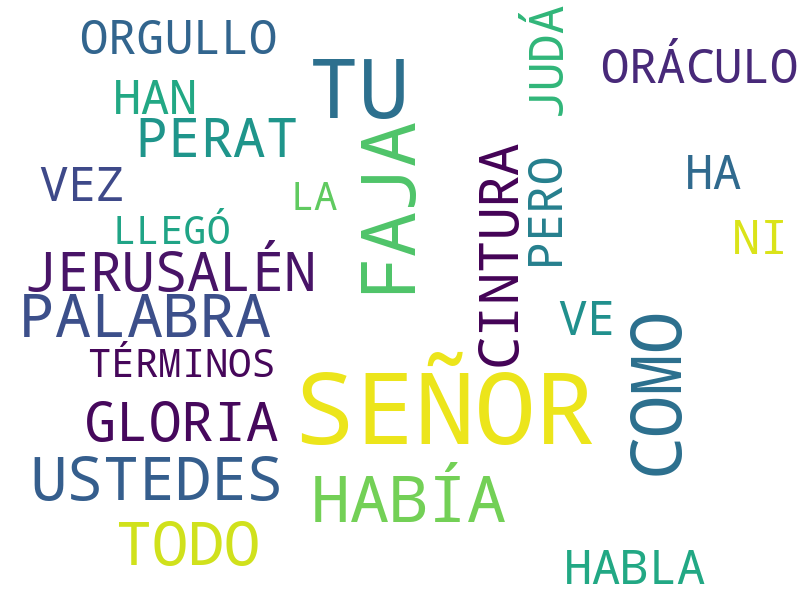 ORGULLO
TU
JUDÁ
ORÁCULO
HAN
PERAT
FAJA
CINTURA
PERO
HA
VEZ
LA
LLEGÓ
NI
JERUSALÉN
PALABRA
VE
COMO
TÉRMINOS
SEÑOR
GLORIA
USTEDES
HABÍA
TODO
HABLA